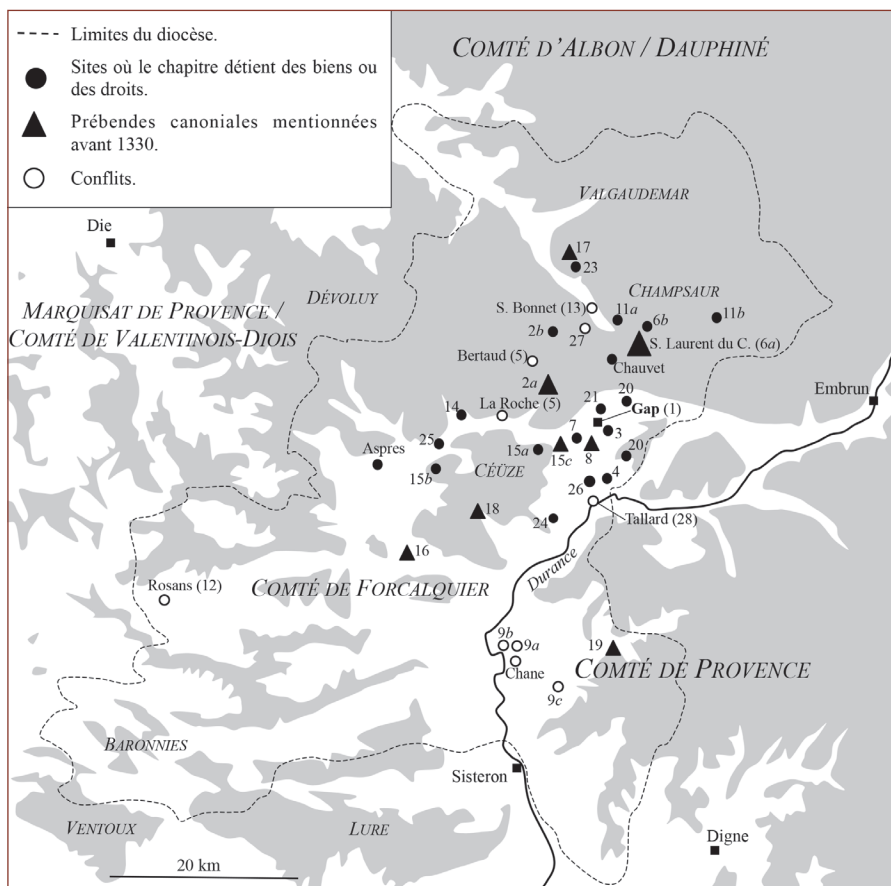 Limites du diocèse.
Sites où le chapitre détient des biens ou
des droits.
Prébendes canoniales mentionnées
avant 1330.
Conflits.
COMTÉ D'ALBON / DAUPHINÉ
VALGAUDEMAR
Die
17
23
DÉVOLUY
CHAMPSAUR
MARQUISAT DE PROVENCE /
COMTÉ DE VALENTINOIS-DIOIS
S. Bonnet (13)
11a
6b
11b
2b
27
S. Laurent du C. (6a)
Bertaud (5)
Chauvet
2a
Embrun
21
20
La Roche (5)
Gap (1)
14
7
3
25
15a
15c
8
20
Aspres
CÉÜZE
15b
26
4
18
24
Tallard (28)
16
Durance
Rosans (12)
COMTÉ DE FORCALQUIER
9b
9a
19
Chane
COMTÉ DE PROVENCE
9c
BARONNIES
Sisteron
VENTOUX
LURE
Digne
20 km